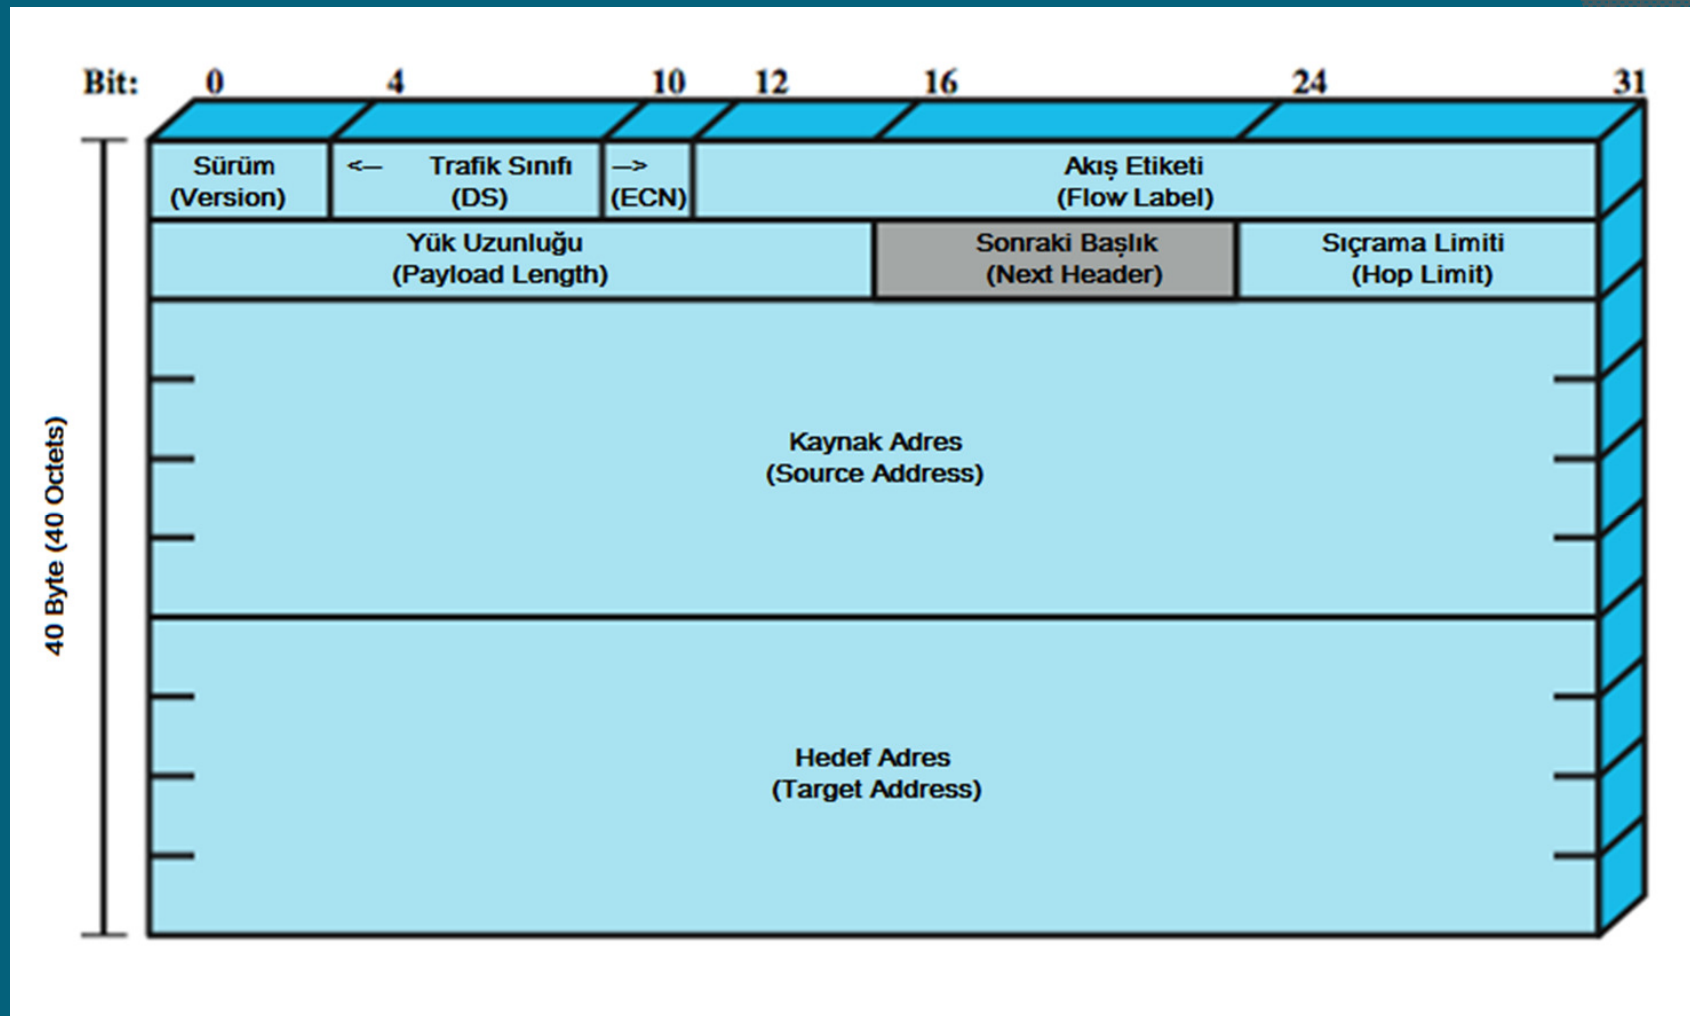 Bit: 0 4 10 12 16 24 31
Sürüm
(Version)
<— Trafik Sınıfı
(DS)
—>
(ECN)
Akış Etiketi
(Flow Label)
Yük Uzunluğu
(Payload Length)
Sonraki Başlık
(Next Header)
Sıçrama Limiti
(Hop Limit)
40 Byte (40 Octets)
Kaynak Adres
(Source Address)
Hedef Adres
(Target Address)